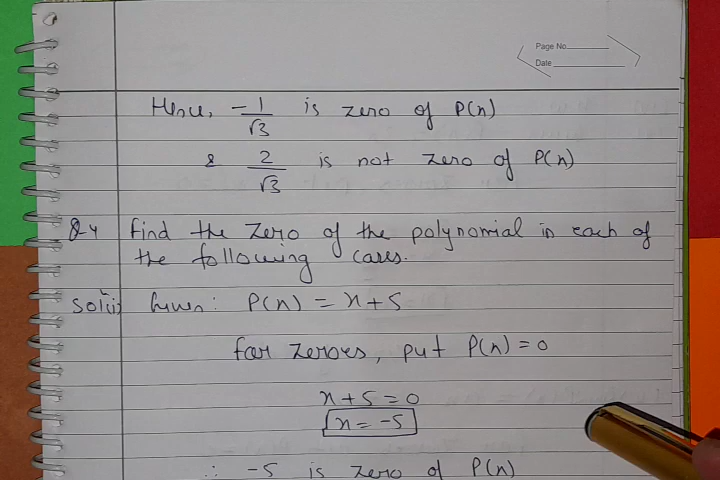 Page No.
Date
Hence, -1/√3 is zero of P(x)
& 2/√3 is not zero of P(x)
Q4 Find the zero of the polynomial in each of
the following cases.
Sol(i) Given: P(x) = x+5
for zeroes, put P(x) = 0
x+5=0
x = -5
∴ -5 is zero of P(x)